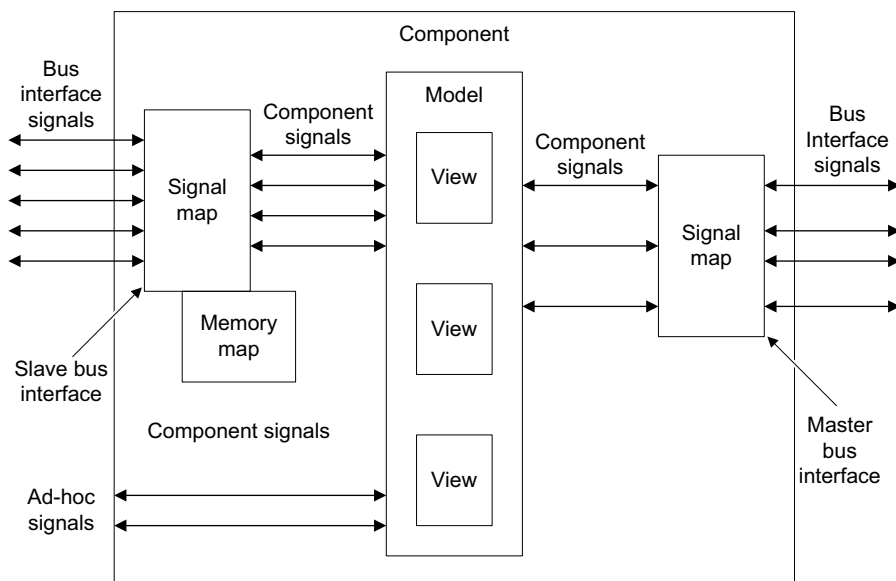 Component
Bus
interface
signals
Component
signals
Model
Component
signals
Bus
Interface
signals
Signal
map
View
Signal
map
Memory
map
View
Slave bus
interface
Component signals
Master
bus
interface
View
Ad-hoc
signals